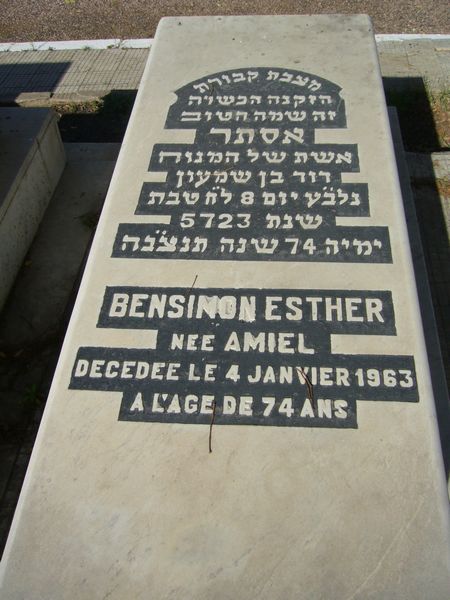 מצבת קבורת
הזקנה הכשרה
זה שמה הטוב
אסתר
אשת של המנוח
דוד בן שמעון
נלב״ע יום 8 לח׳ טבת
שנת 5723
ימיה 74 שנה תנצב״ה
BENSIMON ESTHER
NEE AMIEL
DECEDEE LE 4 JANVIER 1963
A L'AGE DE 74 ANS